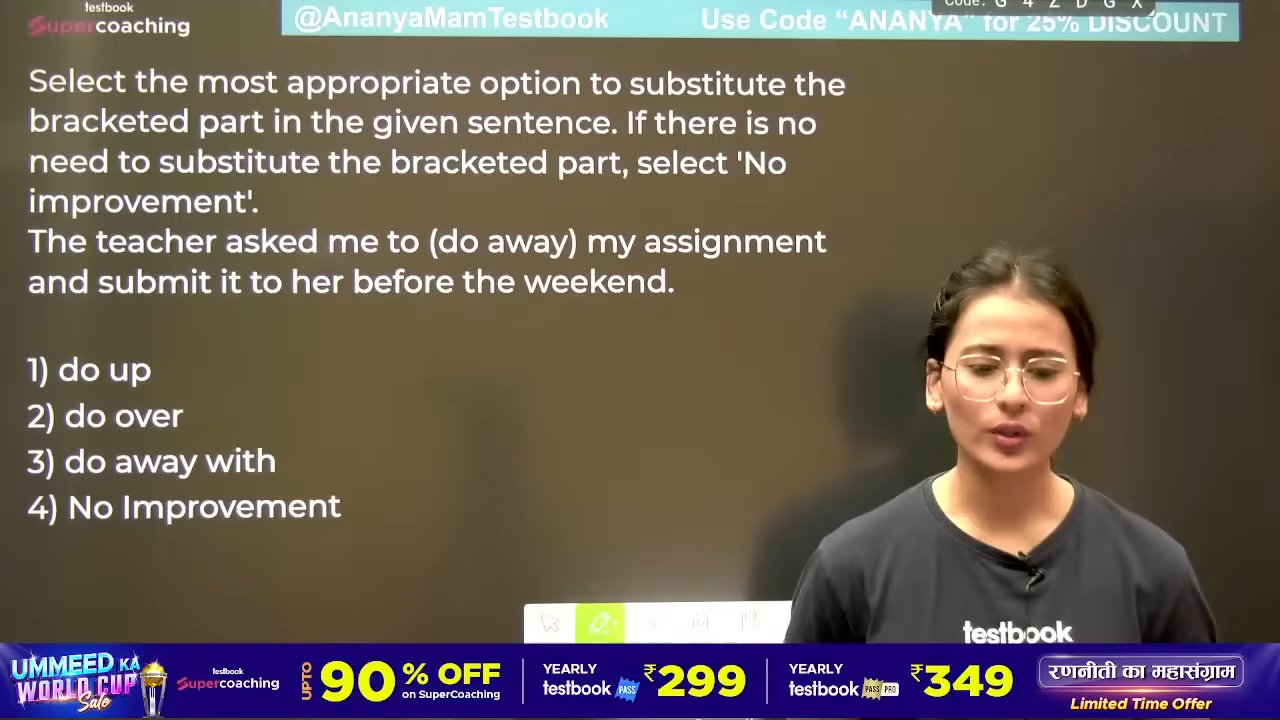 testbook
Supercoaching
@AnanyaMamTestbook
Use Code “ANANYA” for 25% DISCOUNT
Code: G 4 Z D G X
Select the most appropriate option to substitute the
bracketed part in the given sentence. If there is no
need to substitute the bracketed part, select 'No
improvement'.
The teacher asked me to (do away) my assignment
and submit it to her before the weekend.
1) do up
2) do over
3) do away with
4) No Improvement
testbook
UMMEED KA
WORLD CUP
Sale
testbook
Supercoaching
UPTO 90% OFF
on SuperCoaching
YEARLY
testbook PASS
₹299
YEARLY
testbook PASS PRO
₹349
रणनीती का महासंग्राम
Limited Time Offer